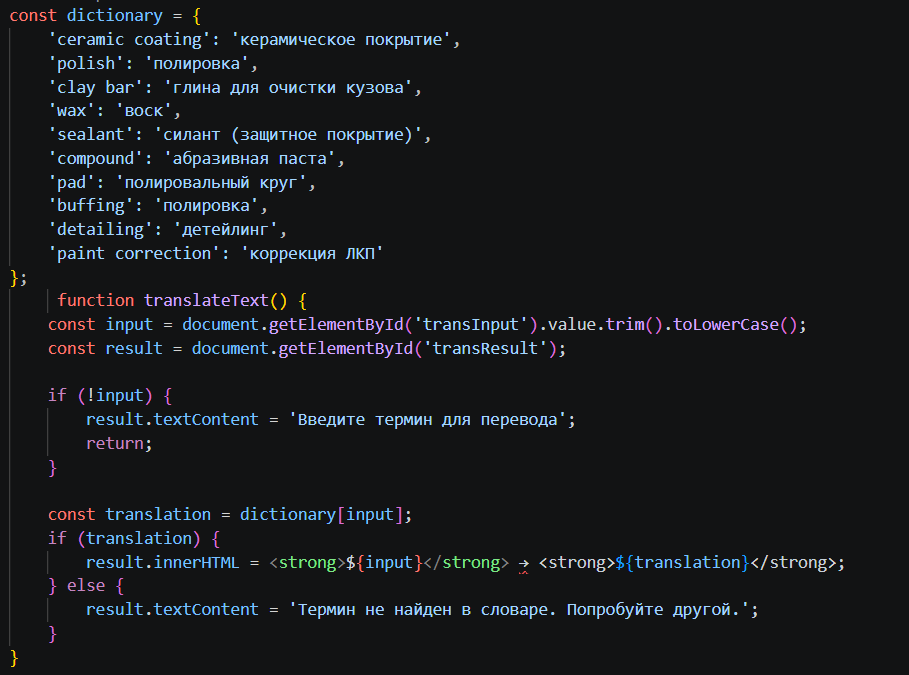 const dictionary = {
'ceramic coating': 'керамическое покрытие',
'polish': 'полировка',
'clay bar': 'глина для очистки кузова',
'wax': 'воск',
'sealant': 'силант (защитное покрытие)',
'compound': 'абразивная паста',
'pad': 'полировальный круг',
'buffing': 'полировка',
'detailing': 'детейлинг',
'paint correction': 'коррекция ЛКП'
};
function translateText() {
const input = document.getElementById('transInput').value.trim().toLowerCase();
const result = document.getElementById('transResult');
if (!input) {
result.textContent = 'Введите термин для перевода';
return;
}
const translation = dictionary[input];
if (translation) {
result.innerHTML = <strong>${input}</strong> → <strong>${translation}</strong>;
} else {
result.textContent = 'Термин не найден в словаре. Попробуйте другой.';
}
}